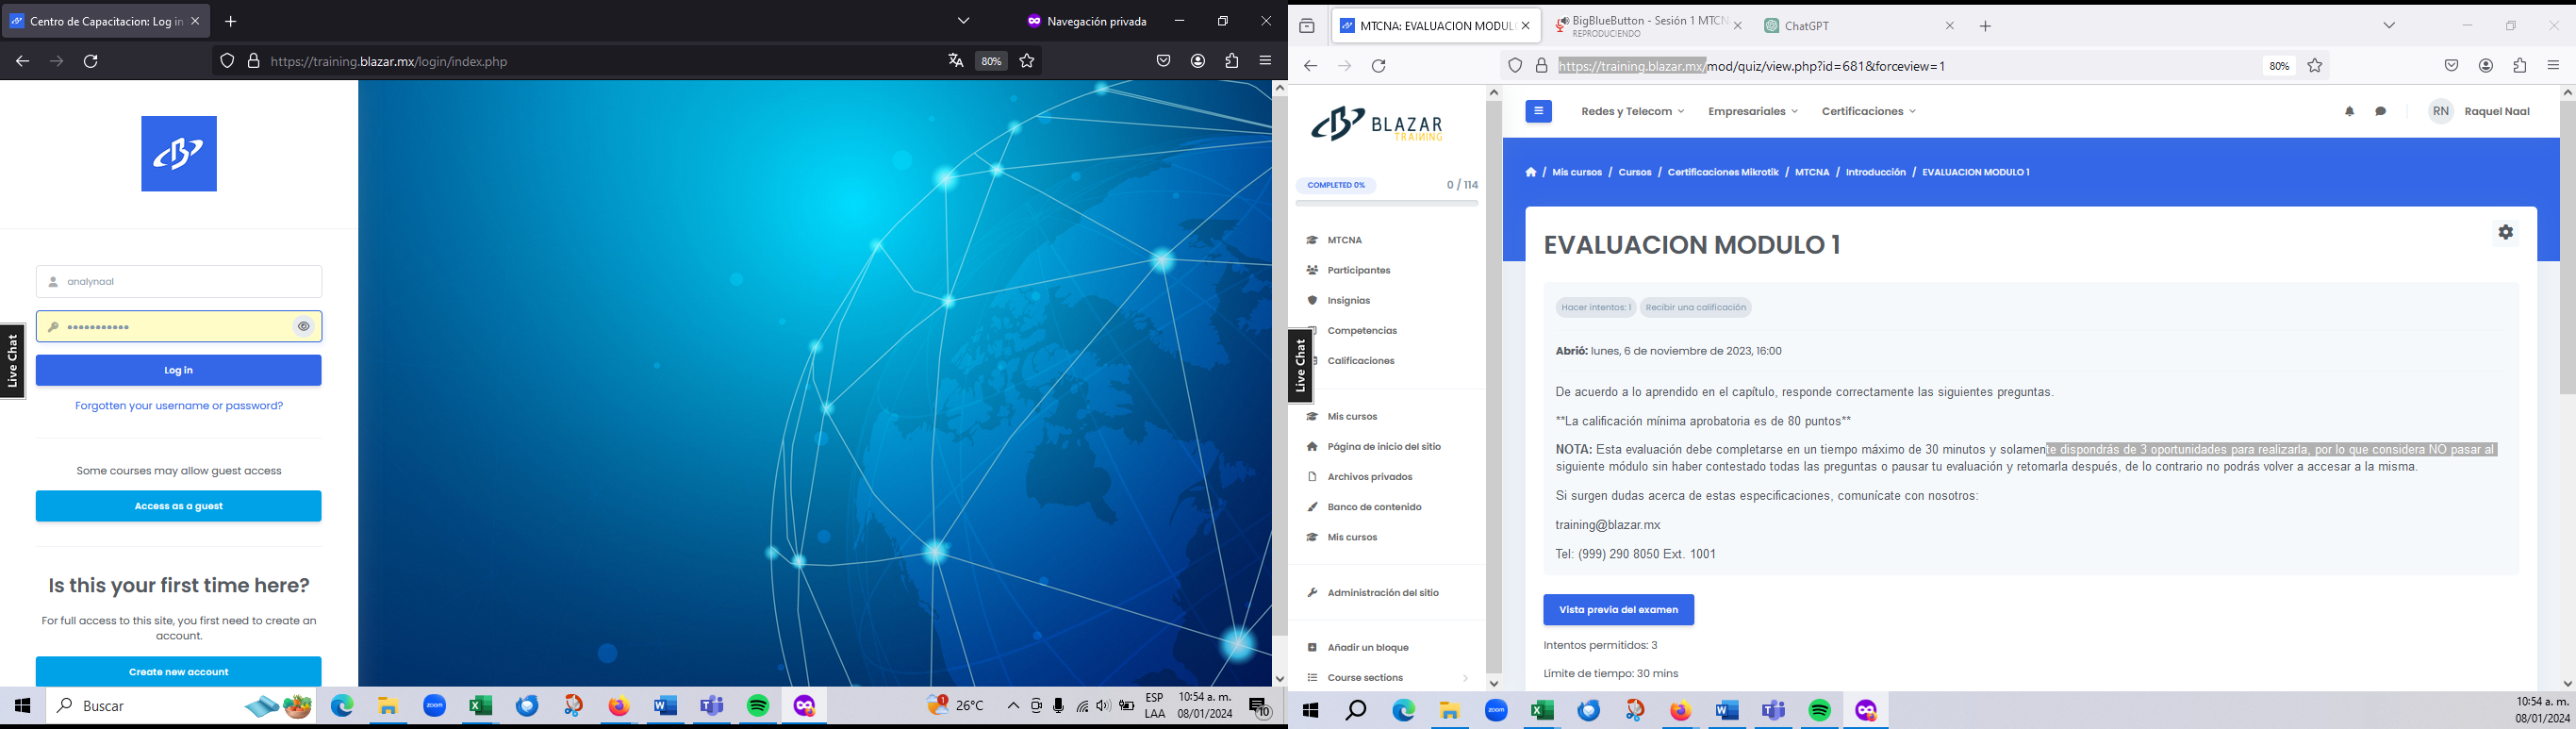 Centro de Capacitacion: Log in
Navegación privada
https://training.blazar.mx/login/index.php
80%
analynaal
Log in
Forgotten your username or password?
Some courses may allow guest access
Access as a guest
Is this your first time here?
For full access to this site, you first need to create an
account.
Create new account
Live Chat
Buscar
zoom
1
26°C
ESP
LAA
10:54 a. m.
08/01/2024
10
MTCNA: EVALUACION MODUL
BigBlueButton - Sesión 1 MTCN
REPRODUCIENDO
ChatGPT
https://training.blazar.mx/mod/quiz/view.php?id=681&forceview=1
80%
BLAZAR
TRAINING
COMPLETED 0%
0 / 114
MTCNA
Participantes
Insignias
Competencias
Calificaciones
Mis cursos
Página de inicio del sitio
Archivos privados
Banco de contenido
Mis cursos
Administración del sitio
Añadir un bloque
Course sections
Live Chat
Redes y Telecom
Empresariales
Certificaciones
RN
Raquel Naal
/ Mis cursos / Cursos / Certificaciones Mikrotik / MTCNA / Introducción / EVALUACION MODULO 1
EVALUACION MODULO 1
Hacer intentos: 1
Recibir una calificación
Abrió: lunes, 6 de noviembre de 2023, 16:00
De acuerdo a lo aprendido en el capítulo, responde correctamente las siguientes preguntas.
**La calificación mínima aprobatoria es de 80 puntos**
NOTA: Esta evaluación debe completarse en un tiempo máximo de 30 minutos y solamente dispondrás de 3 oportunidades para realizarla, por lo que considera NO pasar al
siguiente módulo sin haber contestado todas las preguntas o pausar tu evaluación y retomarla después, de lo contrario no podrás volver a accesar a la misma.
Si surgen dudas acerca de estas especificaciones, comunícate con nosotros:
training@blazar.mx
Tel: (999) 290 8050 Ext. 1001
Vista previa del examen
Intentos permitidos: 3
Límite de tiempo: 30 mins
zoom
10:54 a. m.
08/01/2024